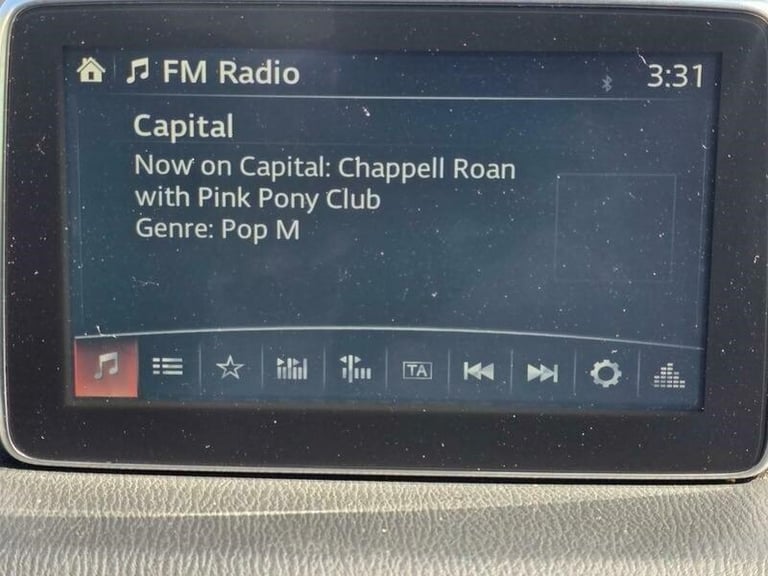 FM Radio
3:31
Capital
Now on Capital: Chappell Roan
with Pink Pony Club
Genre: Pop M
TA